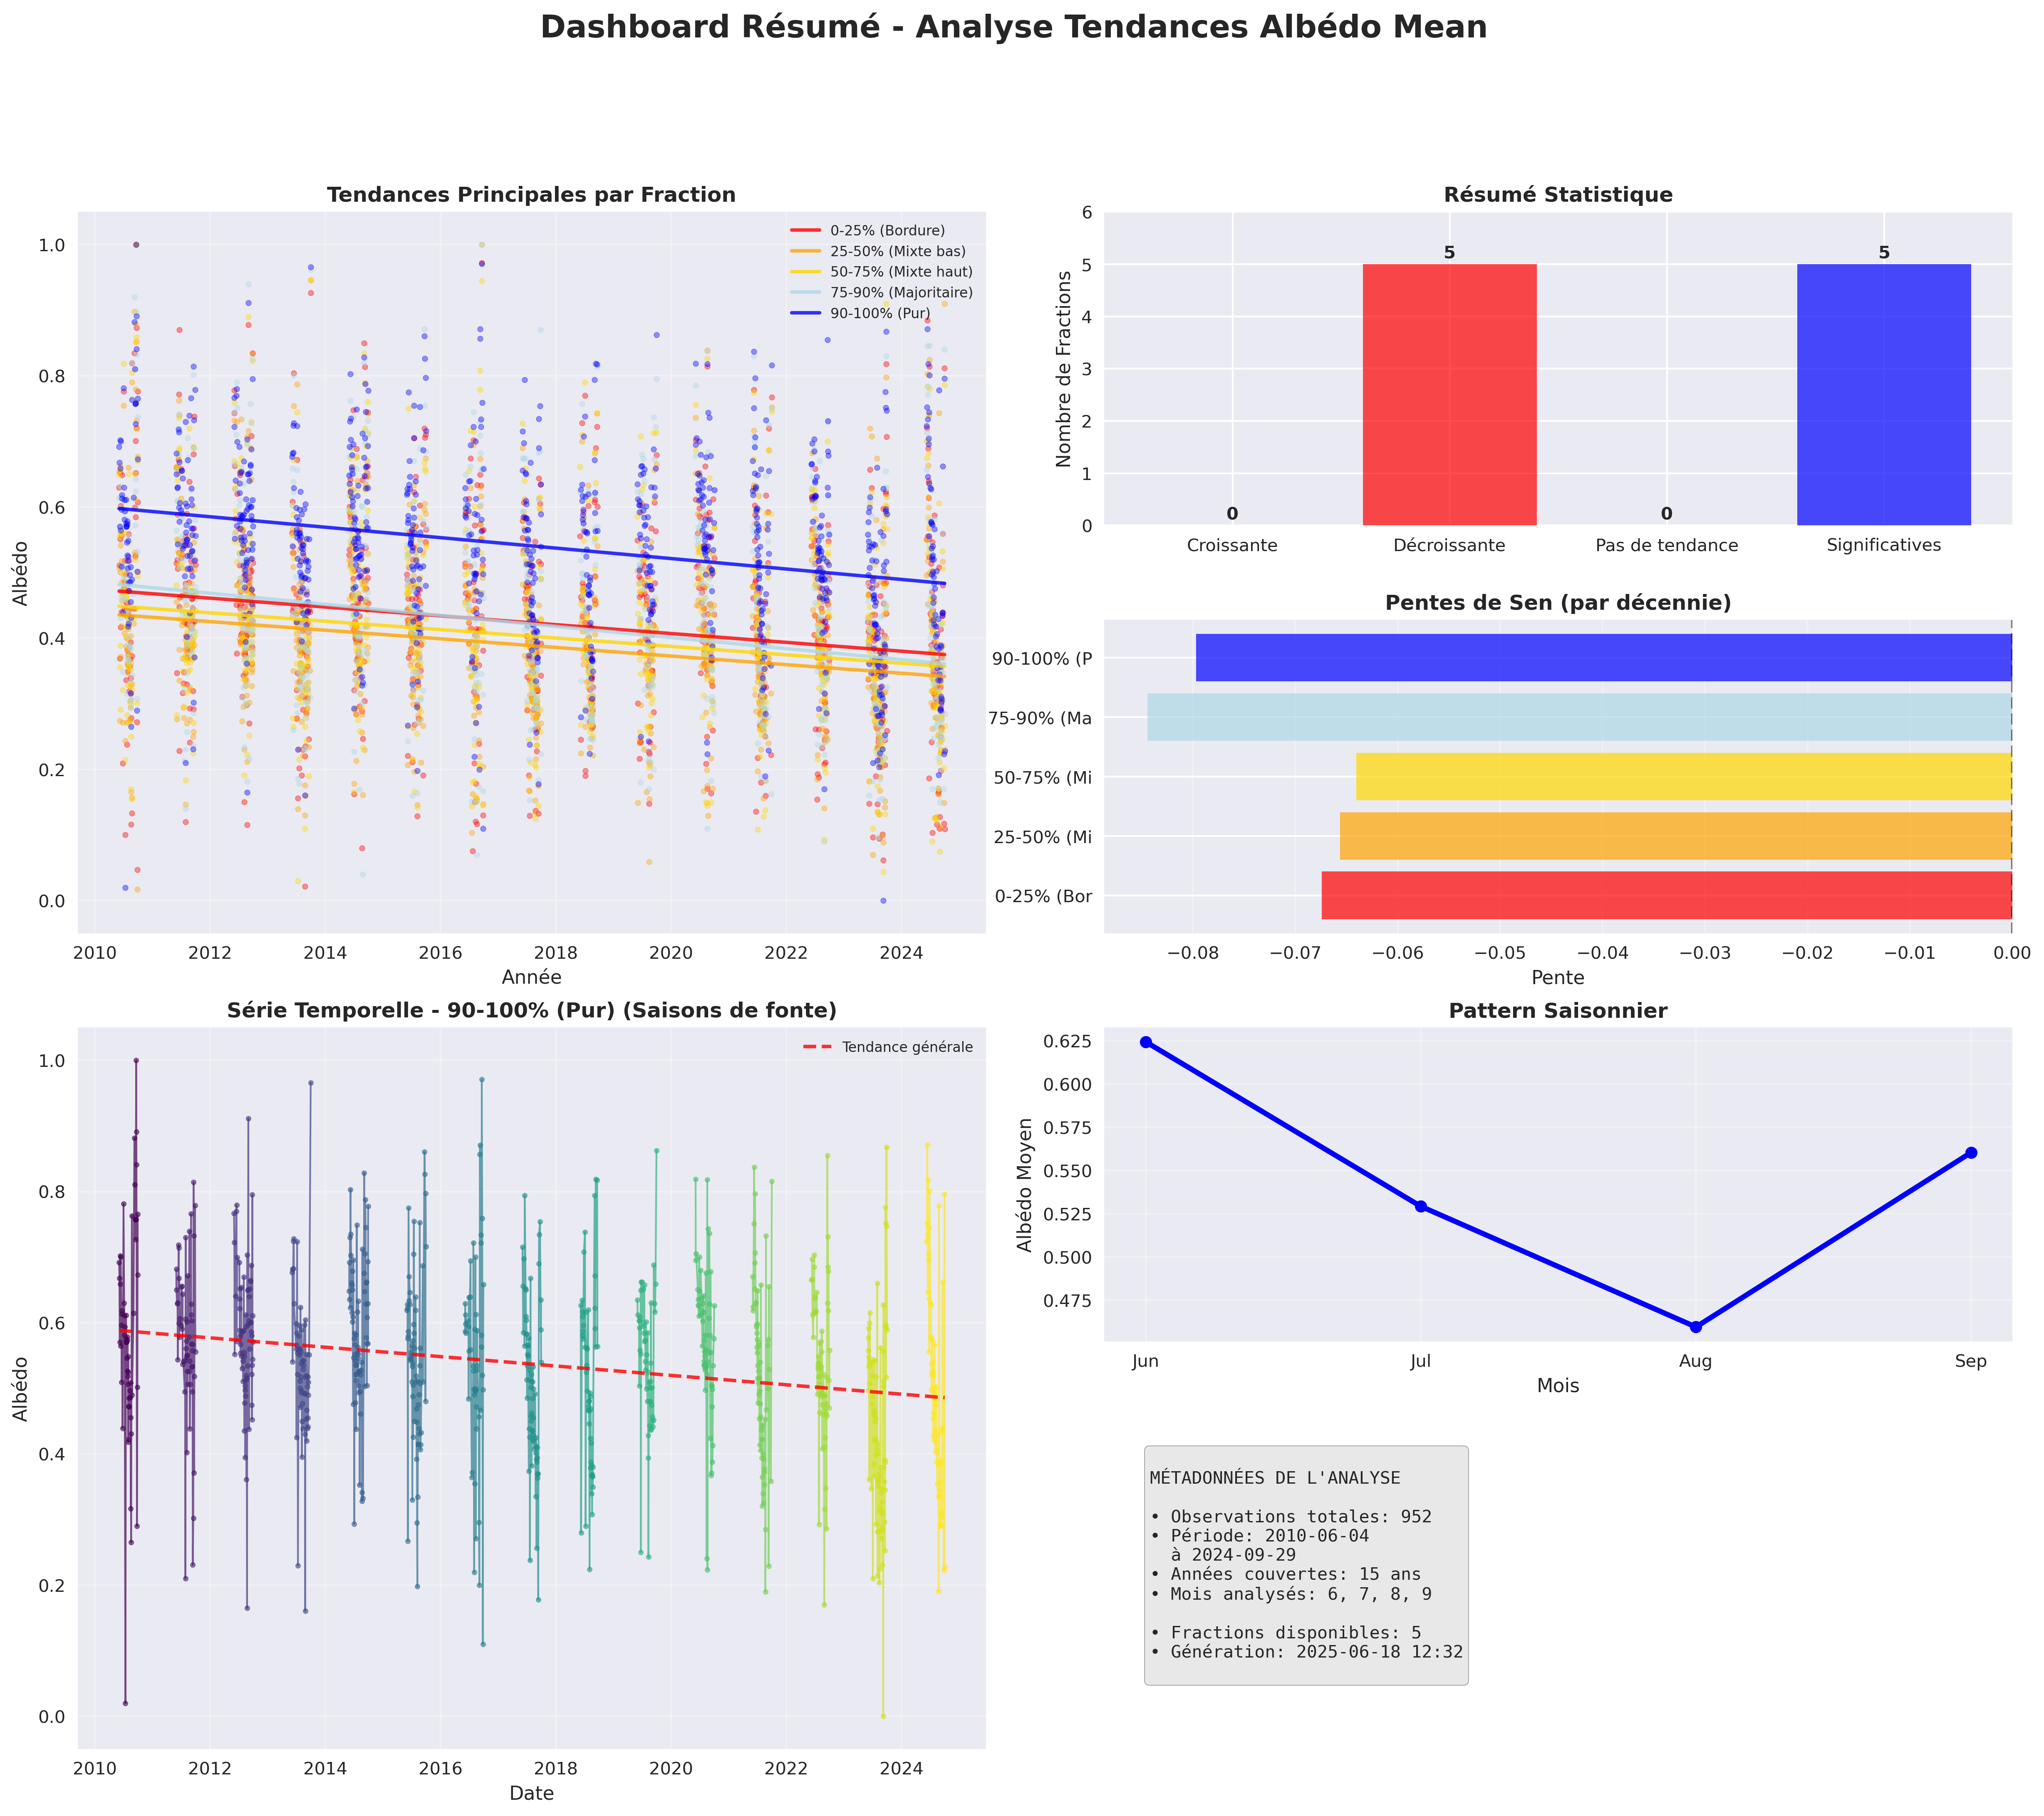 Dashboard Résumé - Analyse Tendances Albédo Mean
Tendances Principales par Fraction
0-25% (Bordure)
25-50% (Mixte bas)
50-75% (Mixte haut)
75-90% (Majoritaire)
90-100% (Pur)
Albédo
1.0
0.8
0.6
0.4
0.2
0.0
2010 2012 2014 2016 2018 2020 2022 2024
Année
Résumé Statistique
Nombre de Fractions
6
5
4
3
2
1
0
0
5
0
5
Croissante Décroissante Pas de tendance Significatives
Pentes de Sen (par décennie)
90-100% (P
75-90% (Ma
50-75% (Mi
25-50% (Mi
0-25% (Bor
−0.08 −0.07 −0.06 −0.05 −0.04 −0.03 −0.02 −0.01 0.00
Pente
Série Temporelle - 90-100% (Pur) (Saisons de fonte)
Tendance générale
Albédo
1.0
0.8
0.6
0.4
0.2
0.0
2010 2012 2014 2016 2018 2020 2022 2024
Date
Pattern Saisonnier
Albédo Moyen
0.625
0.600
0.575
0.550
0.525
0.500
0.475
Jun Jul Aug Sep
Mois
MÉTADONNÉES DE L'ANALYSE
• Observations totales: 952
• Période: 2010-06-04
à 2024-09-29
• Années couvertes: 15 ans
• Mois analysés: 6, 7, 8, 9
• Fractions disponibles: 5
• Génération: 2025-06-18 12:32